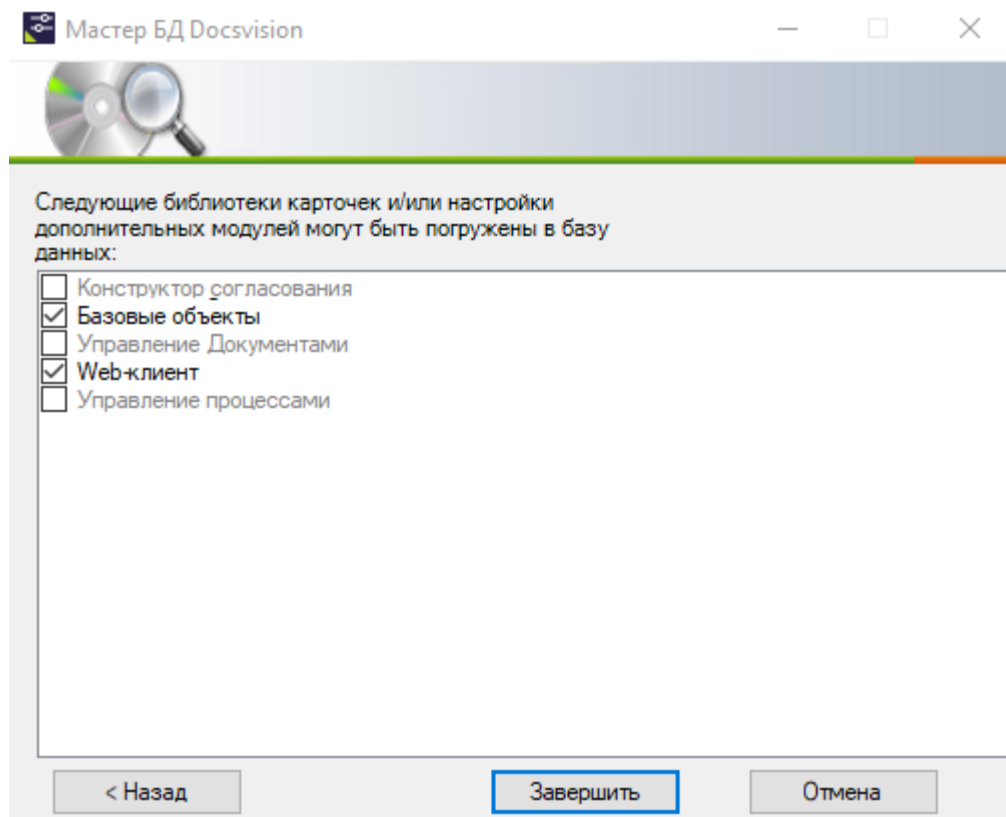 Мастер БД Docsvision
Следующие библиотеки карточек и/или настройки
дополнительных модулей могут быть погружены в базу
данных:
Конструктор согласования
Базовые объекты
Управление Документами
Web-клиент
Управление процессами
< Назад
Завершить
Отмена